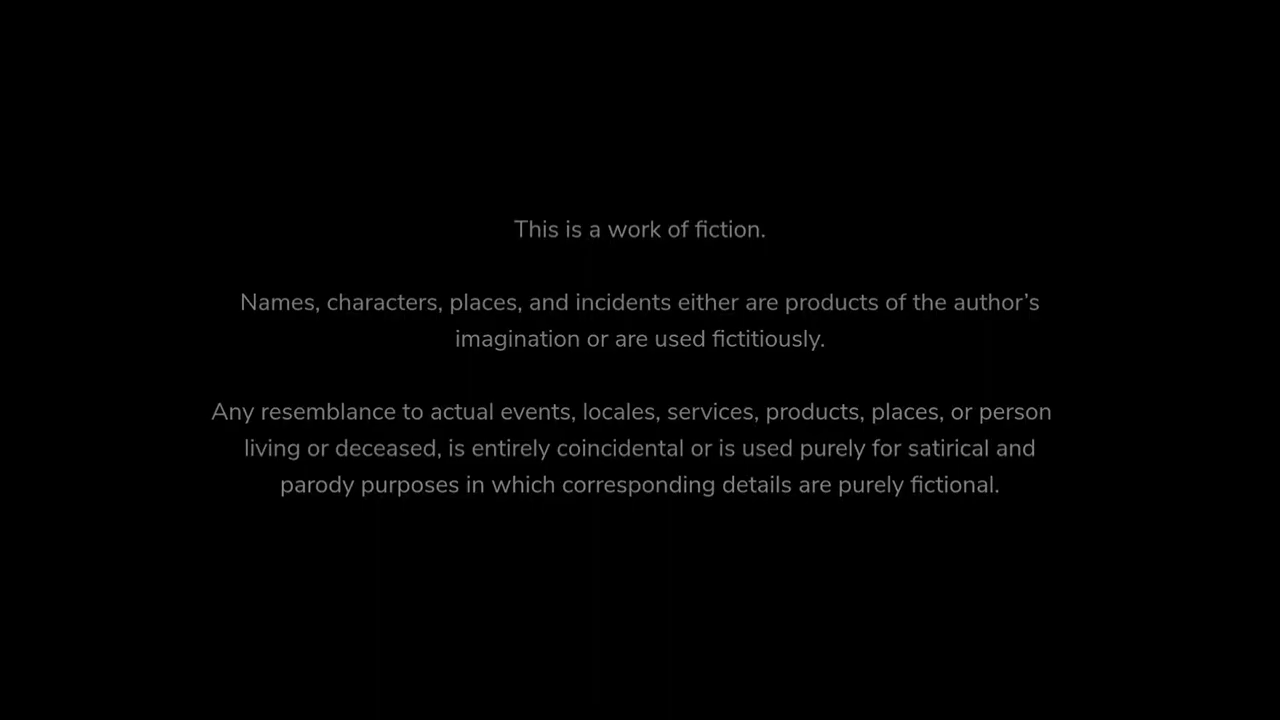 This is a work of fiction.
Names, characters, places, and incidents either are products of the author’s
imagination or are used fictitiously.
Any resemblance to actual events, locales, services, products, places, or person
living or deceased, is entirely coincidental or is used purely for satirical and
parody purposes in which corresponding details are purely fictional.